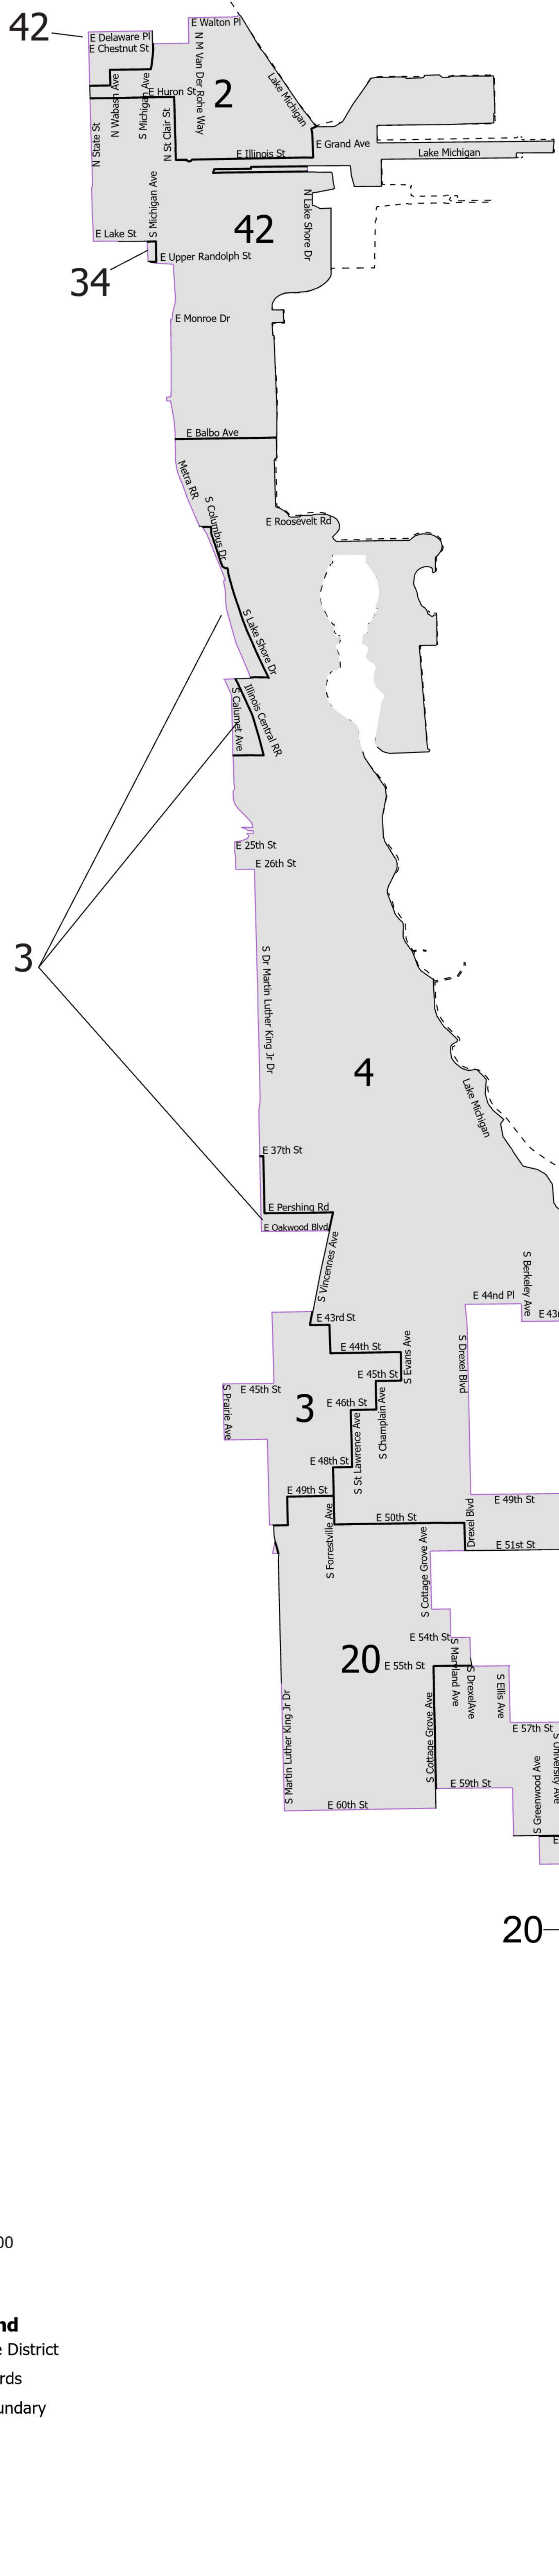 42
E Walton Pl
E Delaware Pl
E Chestnut St
N M Van Der Rohe Way
Lake Michigan
N Wabash Ave
S Michigan Ave
E Huron St
2
N State St
N St Clair St
E Illinois St
E Grand Ave
Lake Michigan
S Michigan Ave
N Lake Shore Dr
42
E Lake St
E Upper Randolph St
34
E Monroe Dr
E Balbo Ave
Metra RR
S Columbus Dr
E Roosevelt Rd
S Lake Shore Dr
S Calumet Ave
Illinois Central RR
E 25th St
E 26th St
3
S Dr Martin Luther King Jr Dr
4
Lake Michigan
E 37th St
E Pershing Rd
E Oakwood Blvd
S Vincennes Ave
S Berkeley Ave
E 44nd Pl
E 43r
E 43rd St
S Drexel Blvd
E 44th St
S Evans Ave
E 45th St
E 45th St
S Prairie Ave
3
E 46th St
S Champlain Ave
S St Lawrence Ave
E 48th St
E 49th St
E 49th St
S Forrestville Ave
E 50th St
Drexel Blvd
E 51st St
S Cottage Grove Ave
E 54th St
20
E 55th St
S Maryland Ave
S DrexelAve
S Ellis Ave
S Martin Luther King Jr Dr
S Cottage Grove Ave
E 57th St
S University Ave
E 59th St
S Greenwood Ave
E 60th St
E
20
00
nd
e District
rds
undary